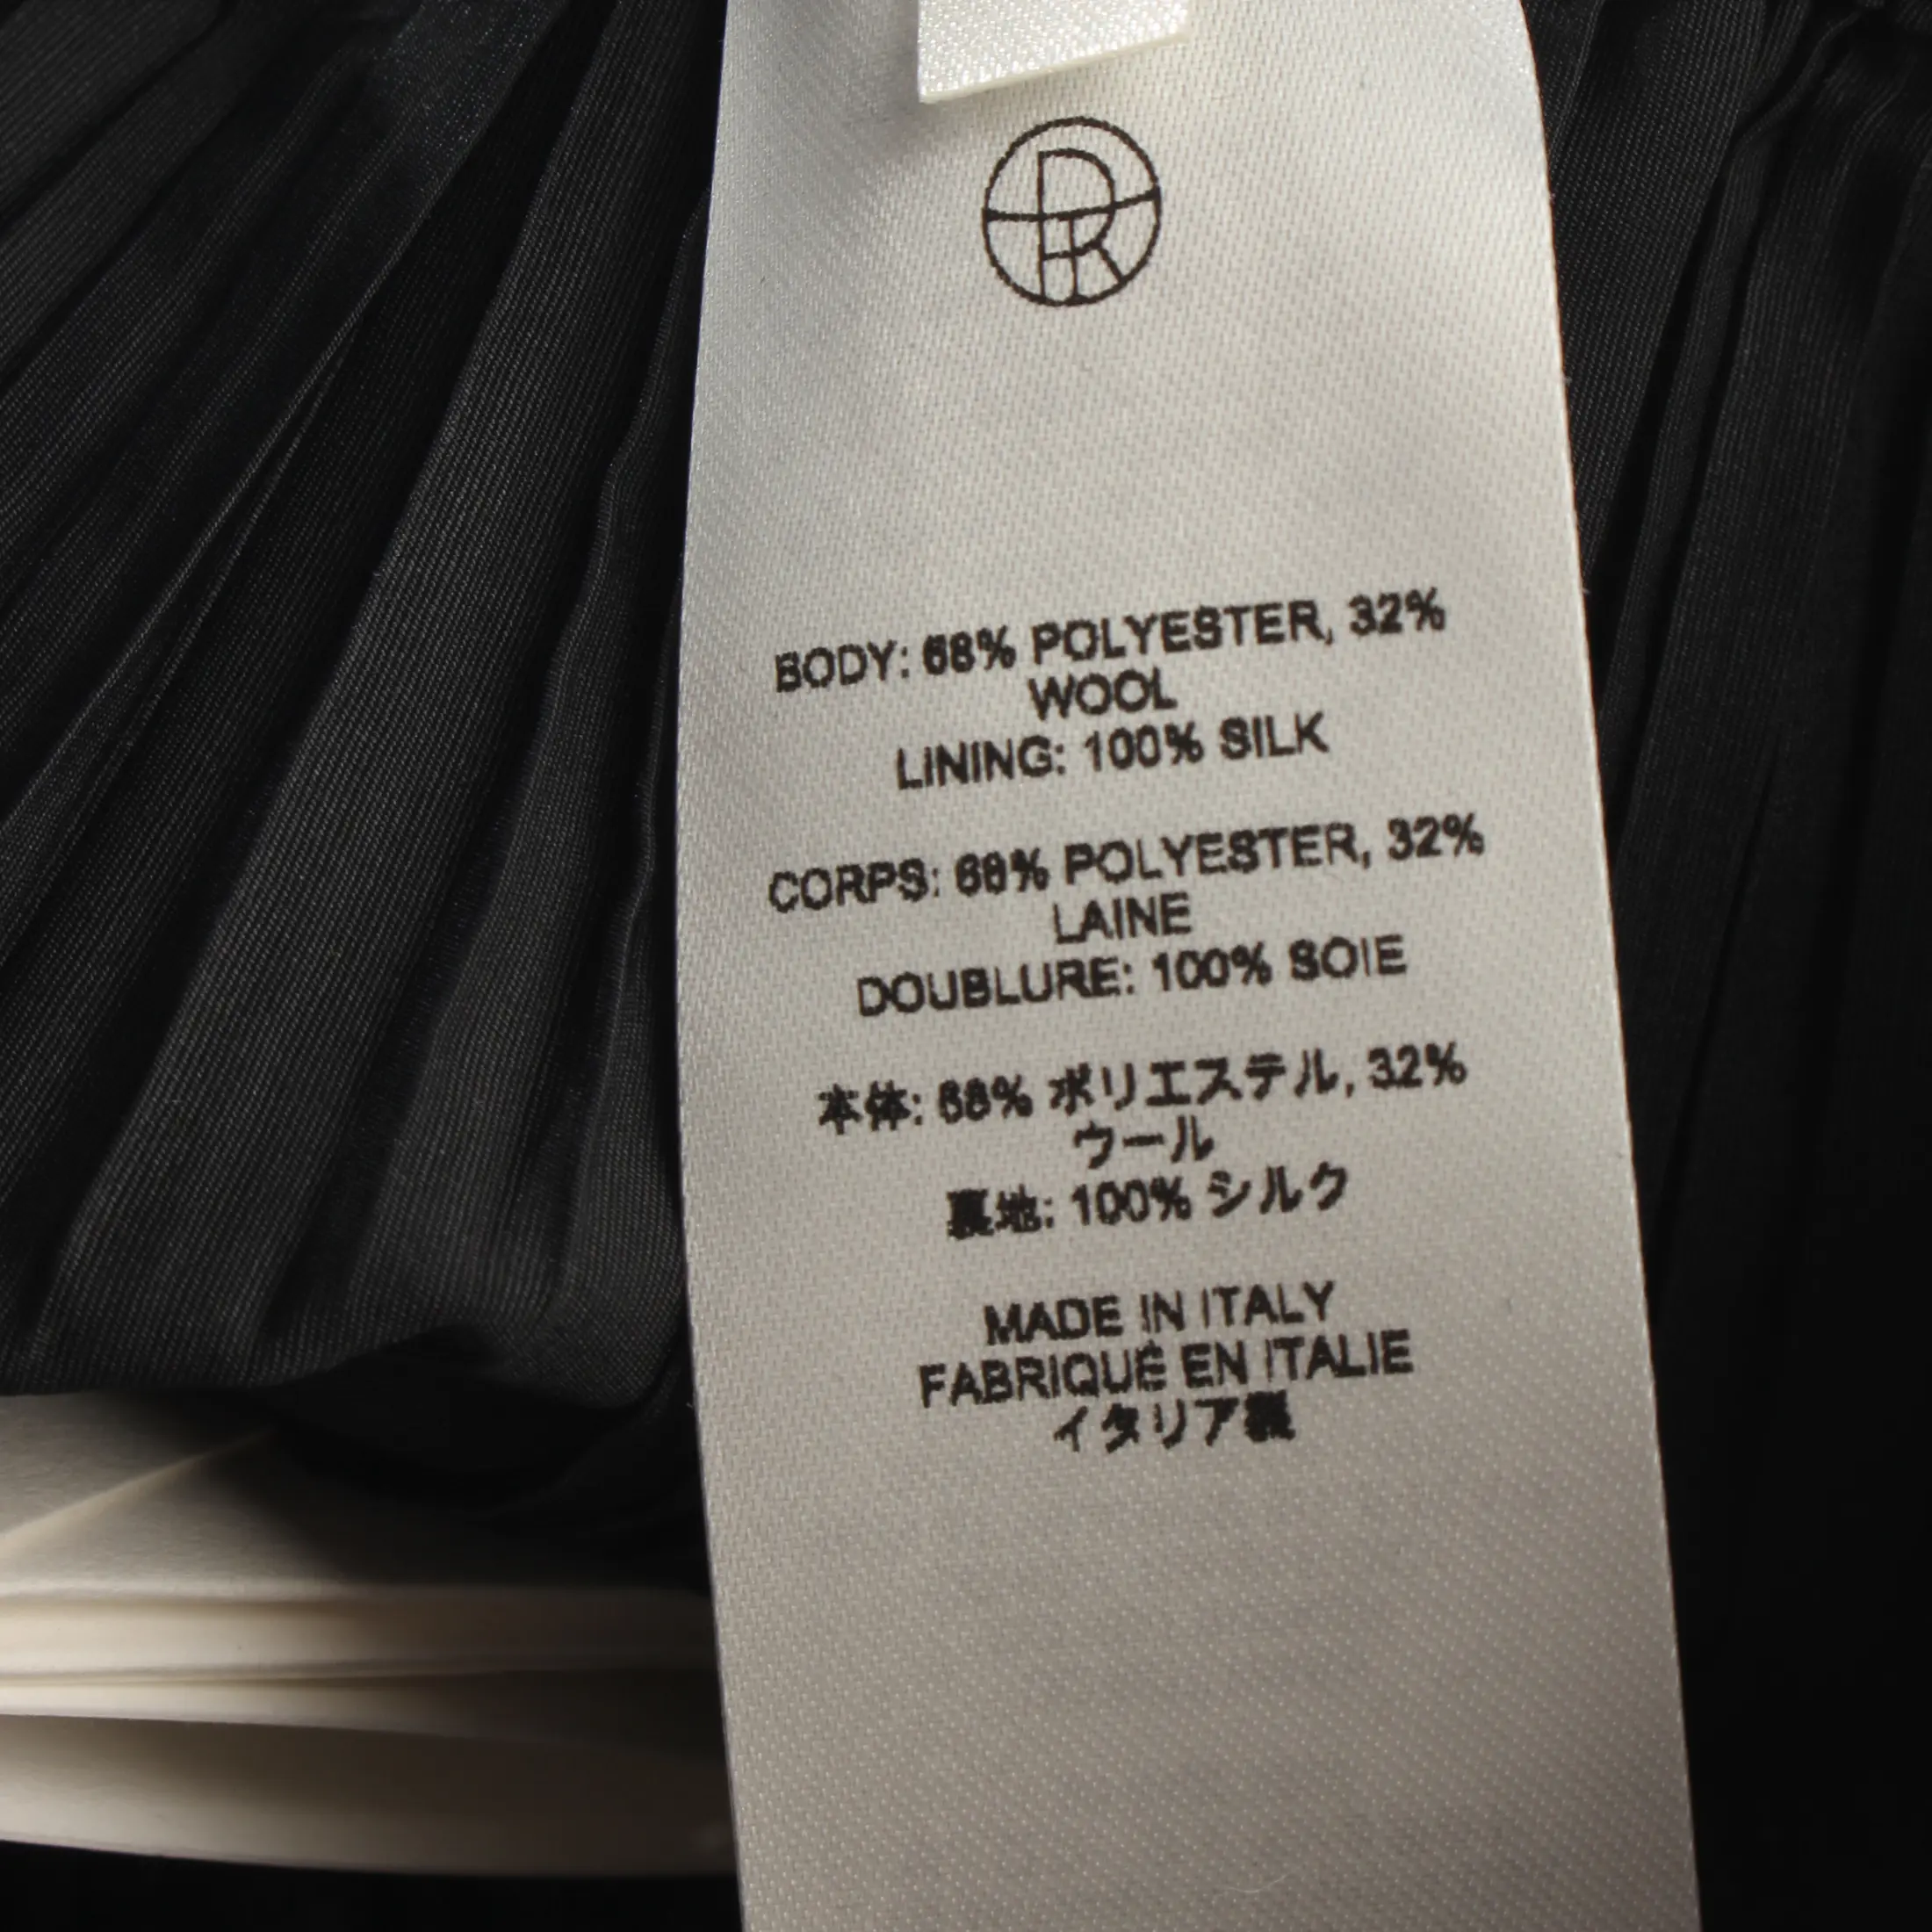 BODY: 68% POLYESTER, 32%
WOOL
LINING: 100% SILK
CORPS: 68% POLYESTER, 32%
LAINE
DOUBLURE: 100% SOIE
本体: 68% ポリエステル, 32%
ウール
裏地: 100% シルク
MADE IN ITALY
FABRIQUÉ EN ITALIE
イタリア製